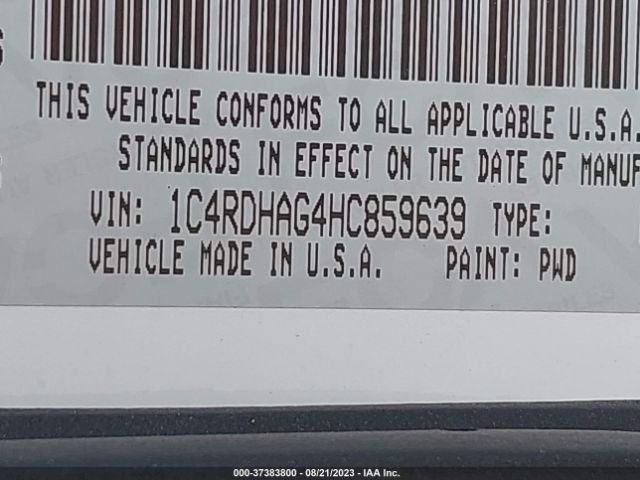 THIS VEHICLE CONFORMS TO ALL APPLICABLE U.S.A.
STANDARDS IN EFFECT ON THE DATE OF MANUF
VIN: 1C4RDHAG4HC859639 TYPE:
VEHICLE MADE IN U.S.A. PAINT: PWD
000-37383800 - 08/21/2023 - IAA Inc.